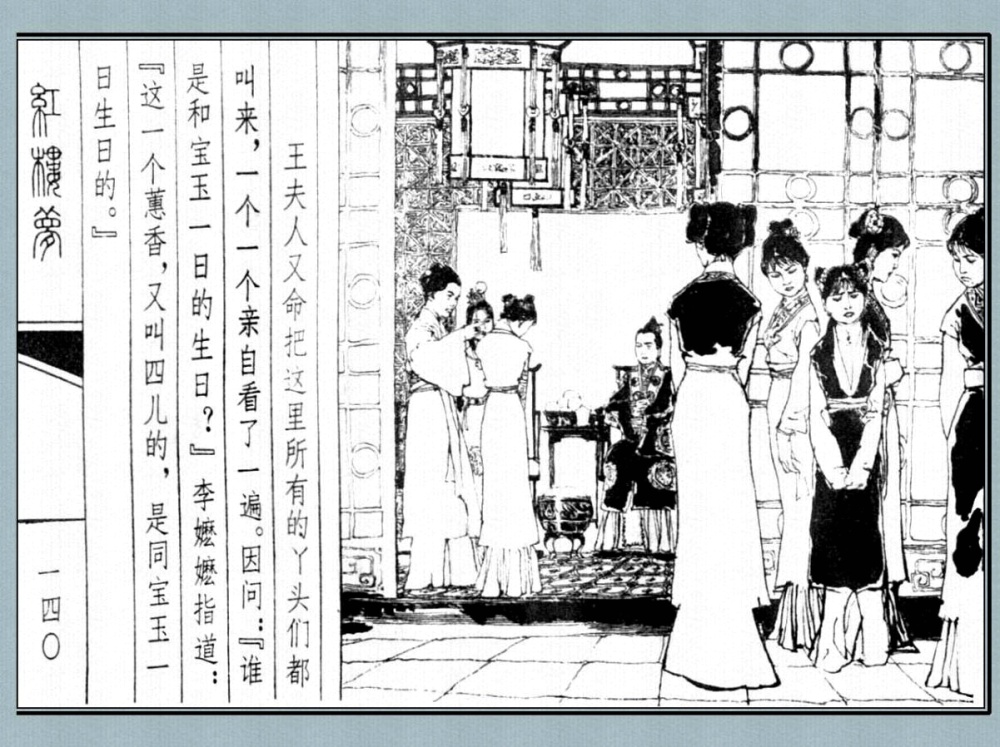 王夫人又命把这里所有的丫头们都
叫来，一个一个亲自看了一遍。因问：『谁
是和宝玉一日的生日？』李嬷嬷指道：
『这一个蕙香，又叫四儿的，是同宝玉一
日生日的。』
紅樓夢
一四〇